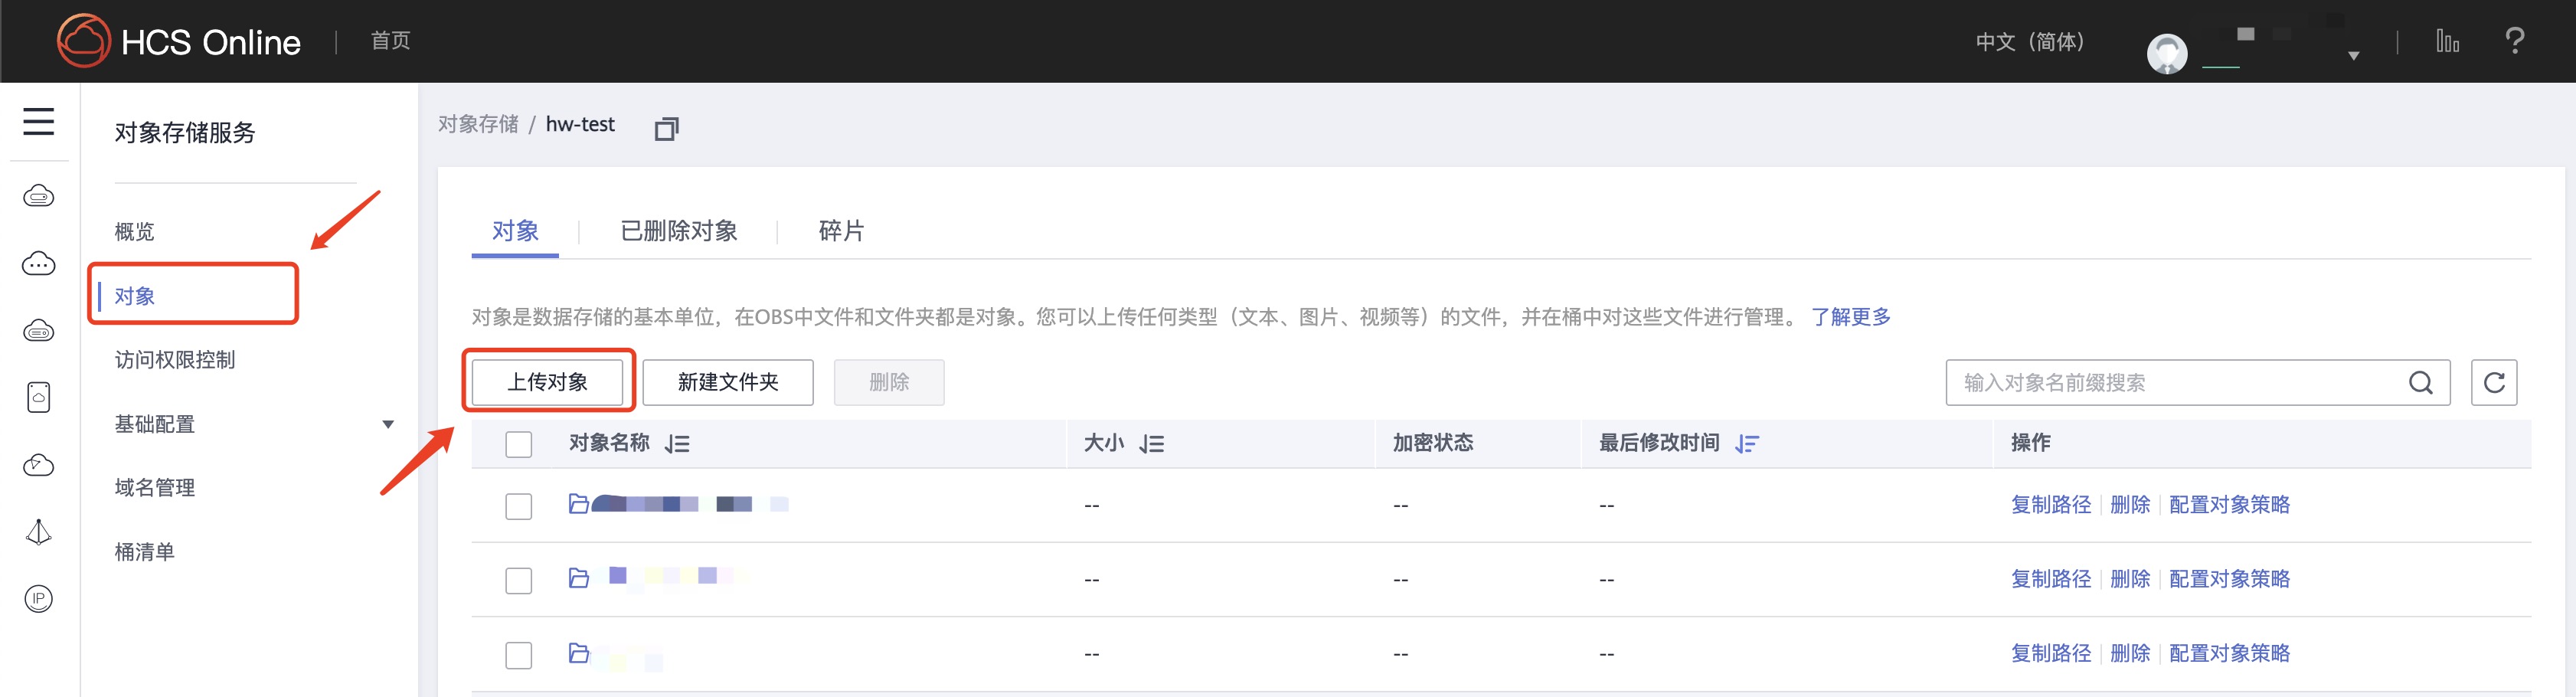 HCS Online | 首页
中文（简体）
对象存储服务
概览
对象
访问权限控制
基础配置
域名管理
桶清单
IP
对象存储 / hw-test
对象 已删除对象 碎片
对象是数据存储的基本单位，在OBS中文件和文件夹都是对象。您可以上传任何类型（文本、图片、视频等）的文件，并在桶中对这些文件进行管理。 了解更多
上传对象 新建文件夹 删除 输入对象名前缀搜索
对象名称 大小 加密状态 最后修改时间 操作
-- -- -- 复制路径 | 删除 | 配置对象策略
-- -- -- 复制路径 | 删除 | 配置对象策略
-- -- -- 复制路径 | 删除 | 配置对象策略